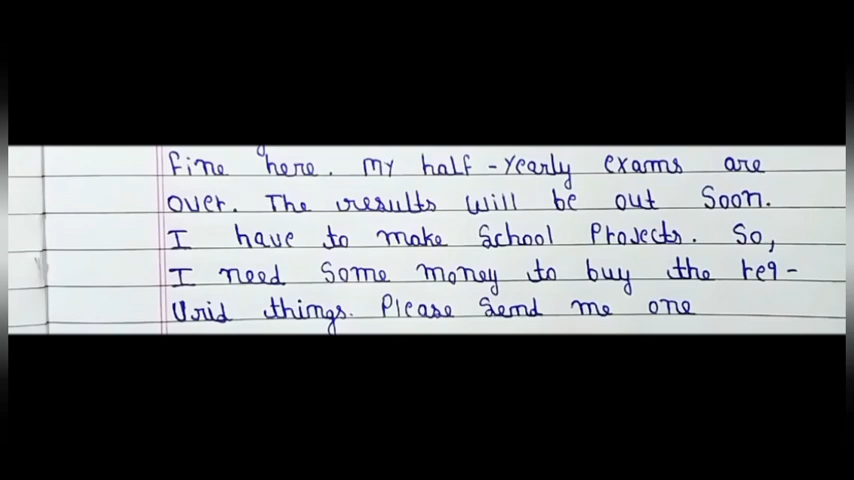 fine here. My half-yearly exams are
over. The results will be out Soon.
I have to make School Projects. So,
I need Some money to buy the req-
Urid things. Please Send me one